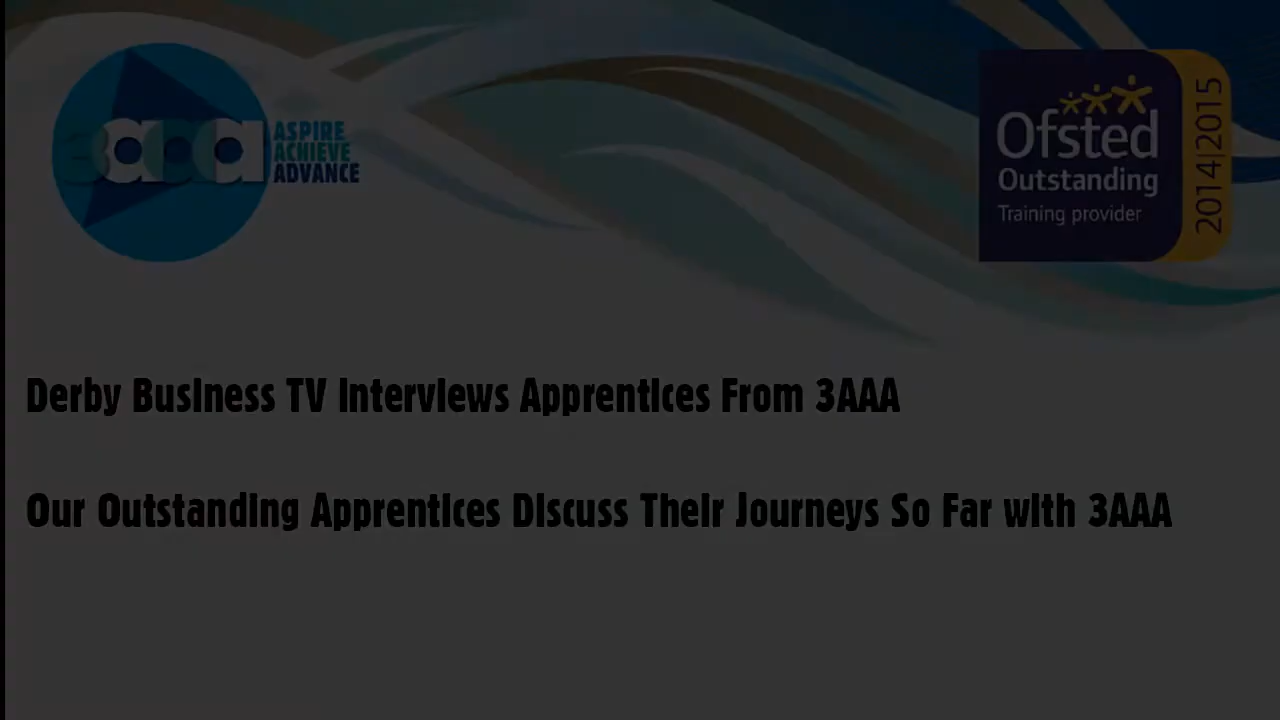 3aaa
ASPIRE
ACHIEVE
ADVANCE
Ofsted
Outstanding
Training provider
2014|2015
Derby Business TV Interviews Apprentices From 3AAA
Our Outstanding Apprentices Discuss Their Journeys So Far with 3AAA